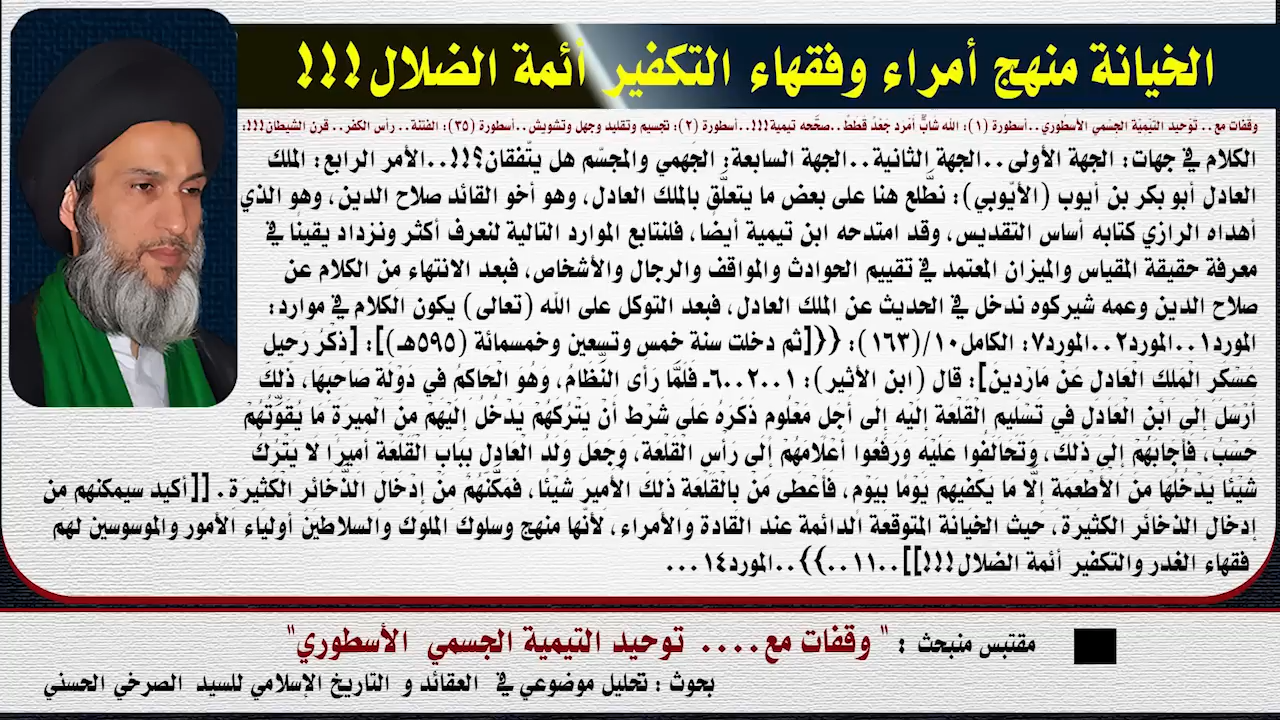 الخيانة منهج أمراء وفقهاء التكفير أئمة الضلال!!!
وقفات مع.. توحيد التيميّة الجسمي الأسطوري..أسطورة (١): الله شابٌّ أمرد جعد قطط..صحّحه تيمية!!!..أسطورة (٢): تجسيم وتقليد وجهل وتشويش..أسطورة (٣٥): الفتنة.. رأس الكفر.. قرن الشيطان!!!:
الكلام في جهات: الجهة الأولى..الجهة الثانية..الجهة السابعة: الجَهمي والمجسّم هل يتّفقان؟!!..الأمر الرابع: الملك
العادل أبو بكر بن أيوب (الأيّوبي): نطَّلع هنا على بعض ما يتعلَّق بالملك العادل، وهو أخو القائد صلاح الدين، وهو الذي
أهداه الرازي كتابه أساس التقديس، وقد امتدحه ابن تيمية أيضًا، فلنتابع الموارد التالية لنعرف أكثر ونزداد يقينًا في
معرفة حقيقة المقياس والميزان المعتمد في تقييم الحوادث والمواقف والرجال والأشخاص، فبعد الانتهاء من الكلام عن
صلاح الدين وعمه شيركوه ندخل في الحديث عن الملك العادل، فبعد التوكل على الله (تعالى) يكون الكلام في موارد:
المورد١..المورد٢..المورد٧: الكامل١٠/(١٦٣): {{[ثم دخلت سنة خمس وتسعين وخمسمائة (٥٩٥هـ)]: [ذِكْرُ رَحِيلِ
عَسْكَرِ الْمَلِكِ الْعَادِلِ عَنْ مَارْدِينَ]: قال (ابن الأثير): ١..٢..٦ـ فَلَمَّا رَأَى النَّظَّامُ، وَهُوَ الْحَاكِمُ فِي دَوْلَةِ صَاحِبِهَا، ذَلِكَ
أَرْسَلَ إِلَى ابْنِ الْعَادِلِ فِي تَسْلِيمِ الْقَلْعَةِ إِلَيْهِ إِلَى أَجَلٍ مَعْلُومٍ ذَكَرَهُ عَلَى شَرْطِ أَنْ يَتْرُكَهُمْ يَدْخُلُ إِلَيْهِمْ مِنَ الْمِيرَةِ مَا يُقَوِّتُهُمْ
حَسْبُ، فَأَجَابَهُمْ إِلَى ذَلِكَ، وَتَحَالَفُوا عَلَيْهِ وَرَفَعُوا أَعْلَامَهُمْ إِلَى رَأْسِ الْقَلْعَةِ، وَجَعَلَ وَلَدُ الْعَادِلِ بِبَابِ الْقَلْعَةِ أَمِيرًا لَا يَتْرُكُ
شَيْئًا يَدْخُلُهَا مِنَ الْأَطْعِمَةِ إِلَّا مَا يَكْفِيهِمْ يَوْمًا بِيَوْمٍ، فَأَعْطَى مَنْ بِالْقَلْعَةِ ذَلِكَ الْأَمِيرَ شَيْئًا، فَمَكَّنَهُمْ مِنْ إِدْخَالِ الذَّخَائِرِ الْكَثِيرَةِ. [[أكيد سيمكنهم من
إدخال الذخائر الكثيرة، حيث الخيانة المتوقعة الدائمة عند القادة والأمراء، لأنّها منهج وسلوك الملوك والسلاطين أولياء الأمور والموسوسين لهم
فقهاء الغدر والتكفير أئمة الضلال!!!]]..١١..}}..المورد١٤...
مقتبس منبحث : " وقفات مع.... توحيد التيمية الجسمي الأسطوري"
بحوث : تحليل موضوعي في العقائد و التاريخ الإسلامي للسيد الصرخي الحسني